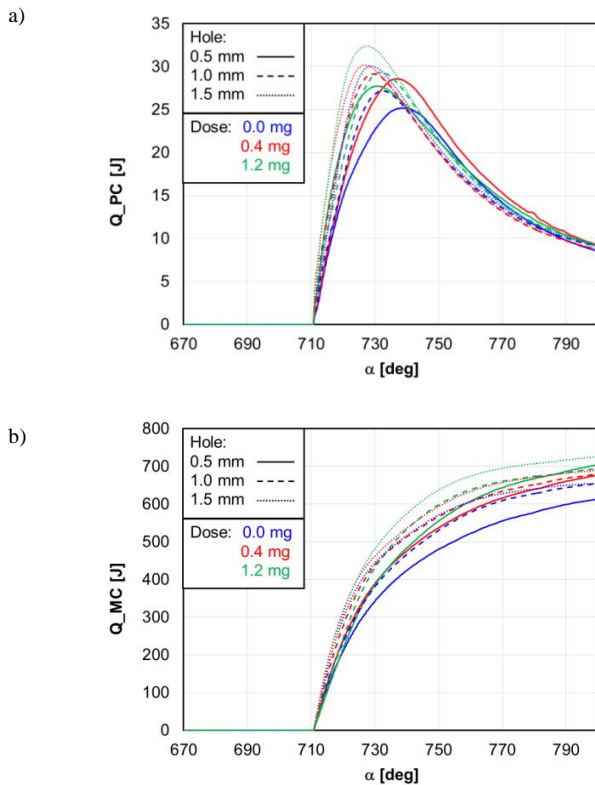 a)
35
30
25
20
15
10
5
0
Q_PC [J]
Hole:
0.5 mm
1.0 mm
1.5 mm
Dose: 0.0 mg
0.4 mg
1.2 mg
670 690 710 730 750 770 790
α [deg]
b)
800
700
600
500
400
300
200
100
0
Q_MC [J]
Hole:
0.5 mm
1.0 mm
1.5 mm
Dose: 0.0 mg
0.4 mg
1.2 mg
670 690 710 730 750 770 790
α [deg]